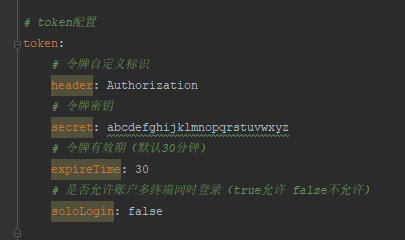 # token配置
token:
# 令牌自定义标识
header: Authorization
# 令牌密钥
secret: abcdefghijklmnopqrstuvwxyz
# 令牌有效期（默认30分钟）
expireTime: 30
# 是否允许账户多终端同时登录（true允许 false不允许）
soloLogin: false